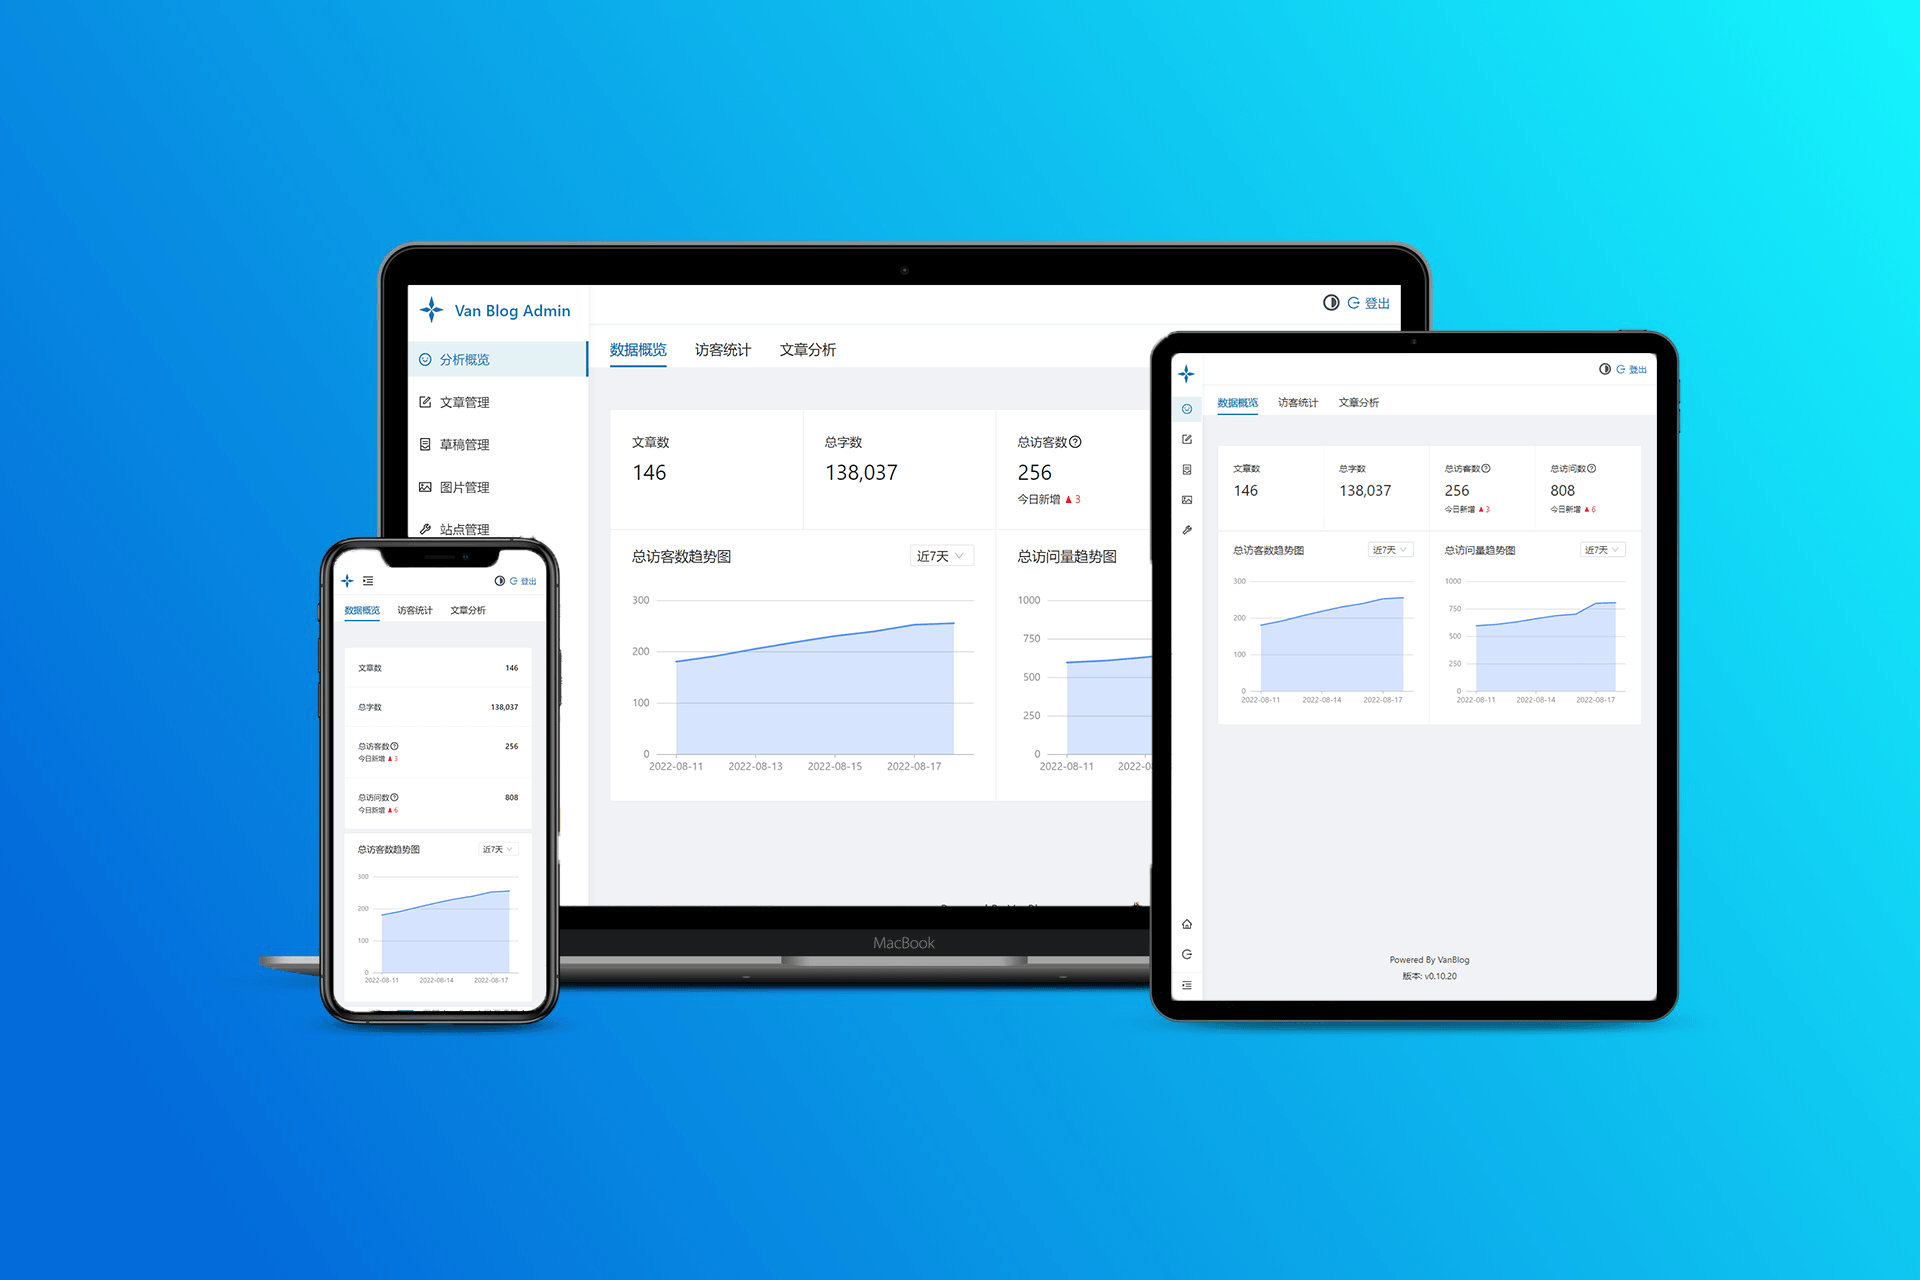 Van Blog Admin
登出
分析概览
文章管理
草稿管理
图片管理
站点管理
数据概览 访客统计 文章分析
文章数
146
总字数
138,037
总访客数
256
今日新增 3
总访客数趋势图 近7天
300
200
100
0
2022-08-11 2022-08-13 2022-08-15 2022-08-17
总访问量趋势图
1000
750
500
250
0
2022-08-11 2022-0
MacBook
登出
数据概览 访客统计 文章分析
文章数 146
总字数 138,037
总访客数 256
今日新增 3
总访问数 808
今日新增 6
总访客数趋势图 近7天
300
200
100
0
2022-08-11 2022-08-14 2022-08-17
登出
数据概览 访客统计 文章分析
文章数
146
总字数
138,037
总访客数
256
今日新增 3
总访问数
808
今日新增 6
总访客数趋势图 近7天
300
200
100
0
2022-08-11 2022-08-14 2022-08-17
总访问量趋势图 近7天
1000
750
500
250
0
2022-08-11 2022-08-14 2022-08-17
Powered By VanBlog
版本: v0.10.20